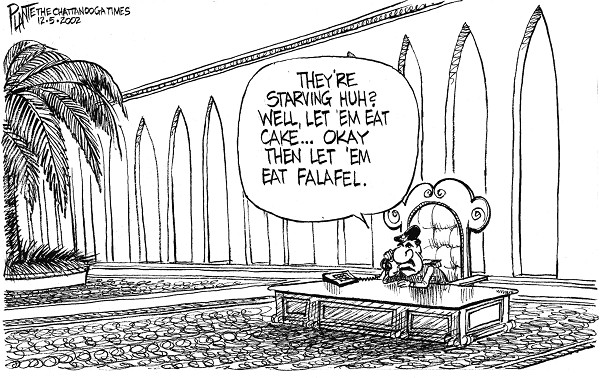 PLANTE THE CHATTANOOGA TIMES
12·5·2002
THEY'RE
STARVING HUH?
WELL, LET 'EM EAT
CAKE... OKAY
THEN LET 'EM
EAT FALAFEL.